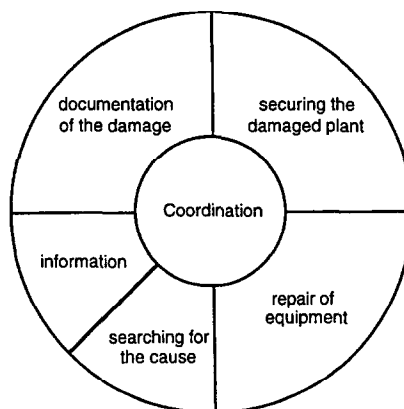 documentation
of the damage
securing the
damaged plant
Coordination
information
repair of
equipment
searching for
the cause